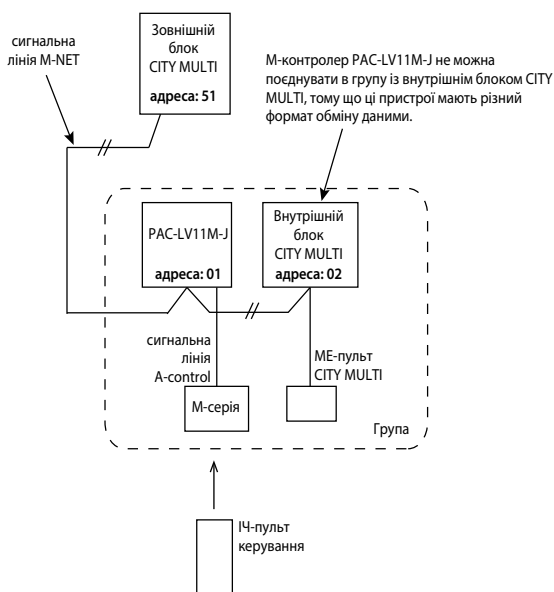 сигнальна
лінія M-NET
Зовнішній
блок
CITY MULTI
адреса: 51
М-контролер PAC-LV11M-J не можна
поєднувати в групу із внутрішнім блоком CITY
MULTI, тому що ці пристрої мають різний
формат обміну даними.
PAC-LV11M-J
адреса: 01
Внутрішній
блок
CITY MULTI
адреса: 02
сигнальна
лінія
A-control
М-серія
МЕ-пульт
CITY MULTI
Група
ІЧ-пульт
керування